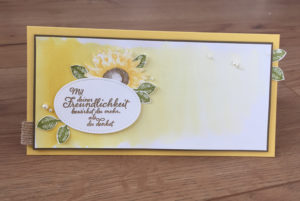 Mit
deiner
Freundlichkeit
bewirkst du mehr,
als
du denkst